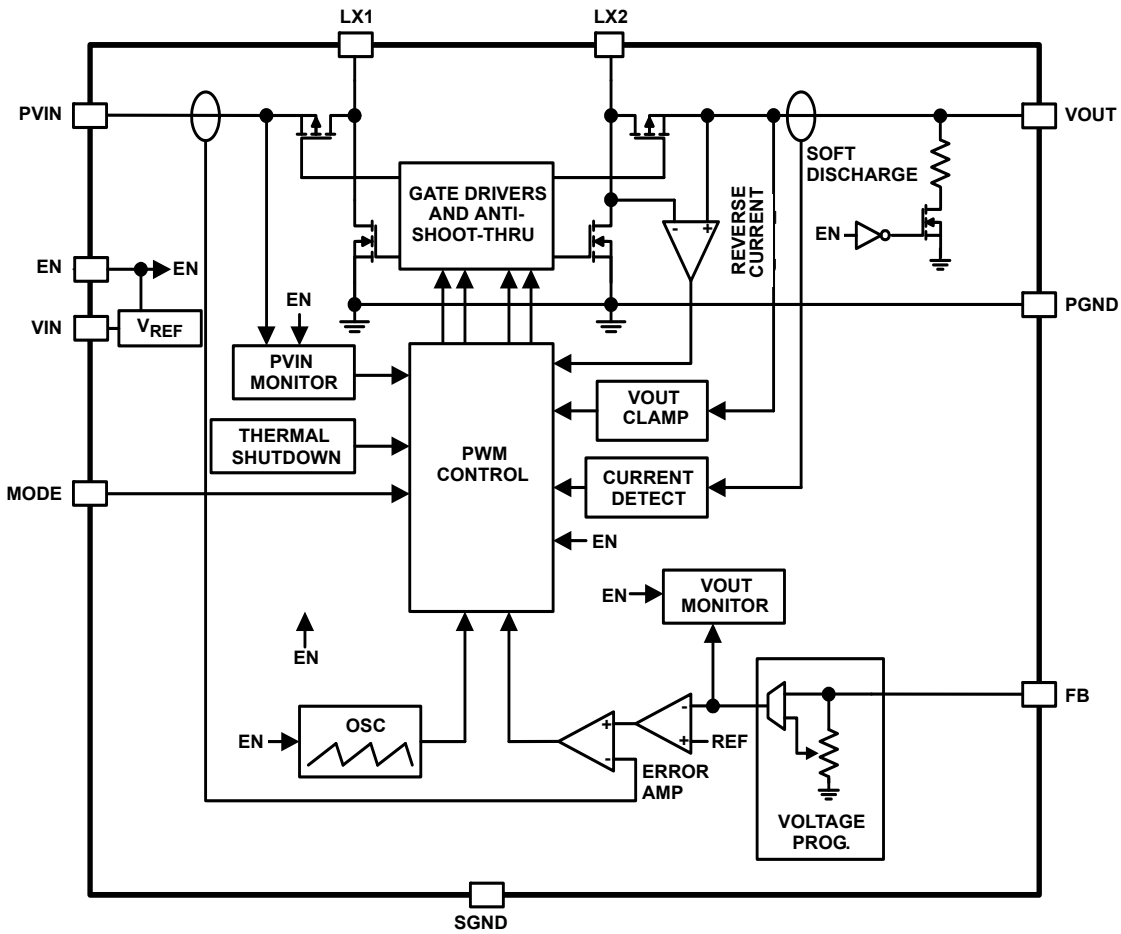 LX1
LX2
PVIN
VOUT
SOFT
DISCHARGE
GATE DRIVERS
AND ANTI-
SHOOT-THRU
REVERSE
CURRENT
-
+
EN
EN
EN
VIN
VREF
EN
PGND
PVIN
MONITOR
VOUT
CLAMP
THERMAL
SHUTDOWN
PWM
CONTROL
CURRENT
DETECT
MODE
EN
EN
VOUT
MONITOR
EN
FB
OSC
EN
+
-
-
+
REF
ERROR
AMP
VOLTAGE
PROG.
SGND